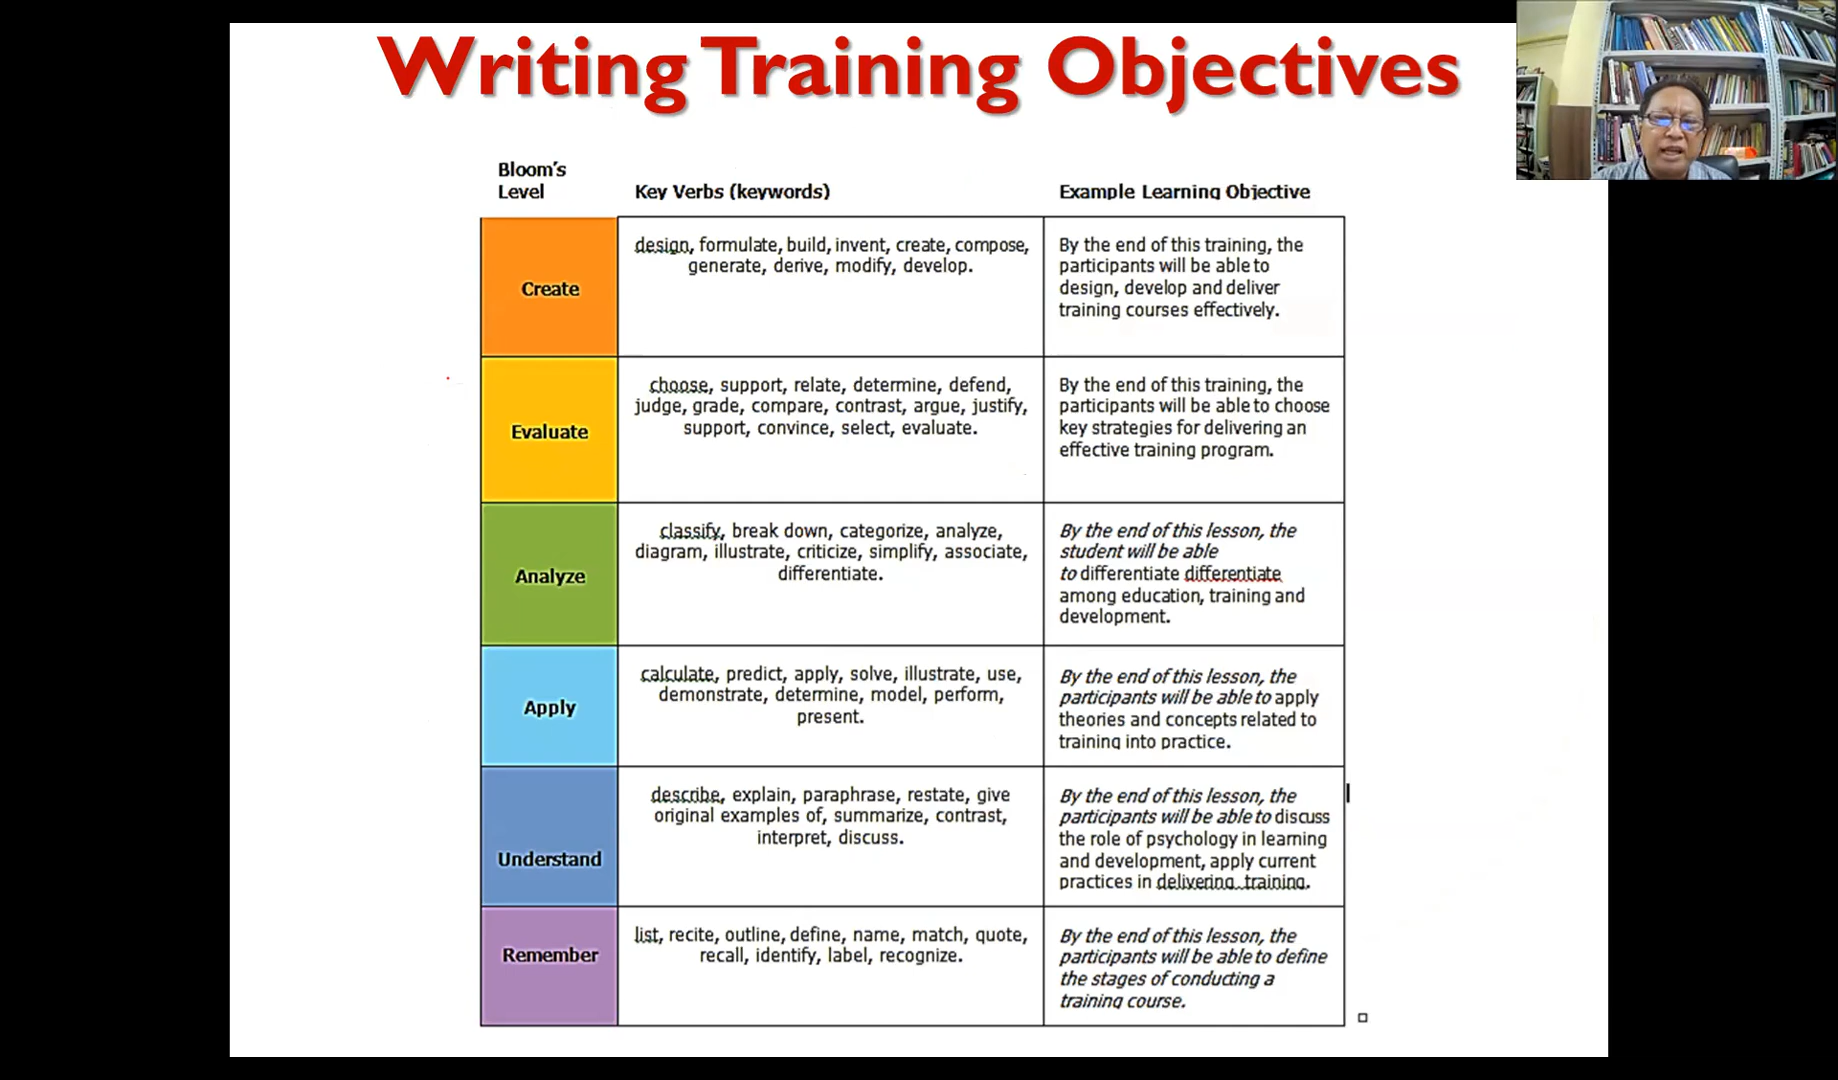 Writing Training Objectives
Bloom's
Level
Key Verbs (keywords)
Example Learning Objective
Create
design, formulate, build, invent, create, compose,
generate, derive, modify, develop.
By the end of this training, the
participants will be able to
design, develop and deliver
training courses effectively.
Evaluate
choose, support, relate, determine, defend,
judge, grade, compare, contrast, argue, justify,
support, convince, select, evaluate.
By the end of this training, the
participants will be able to choose
key strategies for delivering an
effective training program.
Analyze
classify, break down, categorize, analyze,
diagram, illustrate, criticize, simplify, associate,
differentiate.
By the end of this lesson, the
student will be able
to differentiate differentiate
among education, training and
development.
Apply
calculate, predict, apply, solve, illustrate, use,
demonstrate, determine, model, perform,
present.
By the end of this lesson, the
participants will be able to apply
theories and concepts related to
training into practice.
Understand
describe, explain, paraphrase, restate, give
original examples of, summarize, contrast,
interpret, discuss.
By the end of this lesson, the
participants will be able to discuss
the role of psychology in learning
and development, apply current
practices in delivering training.
Remember
list, recite, outline, define, name, match, quote,
recall, identify, label, recognize.
By the end of this lesson, the
participants will be able to define
the stages of conducting a
training course.